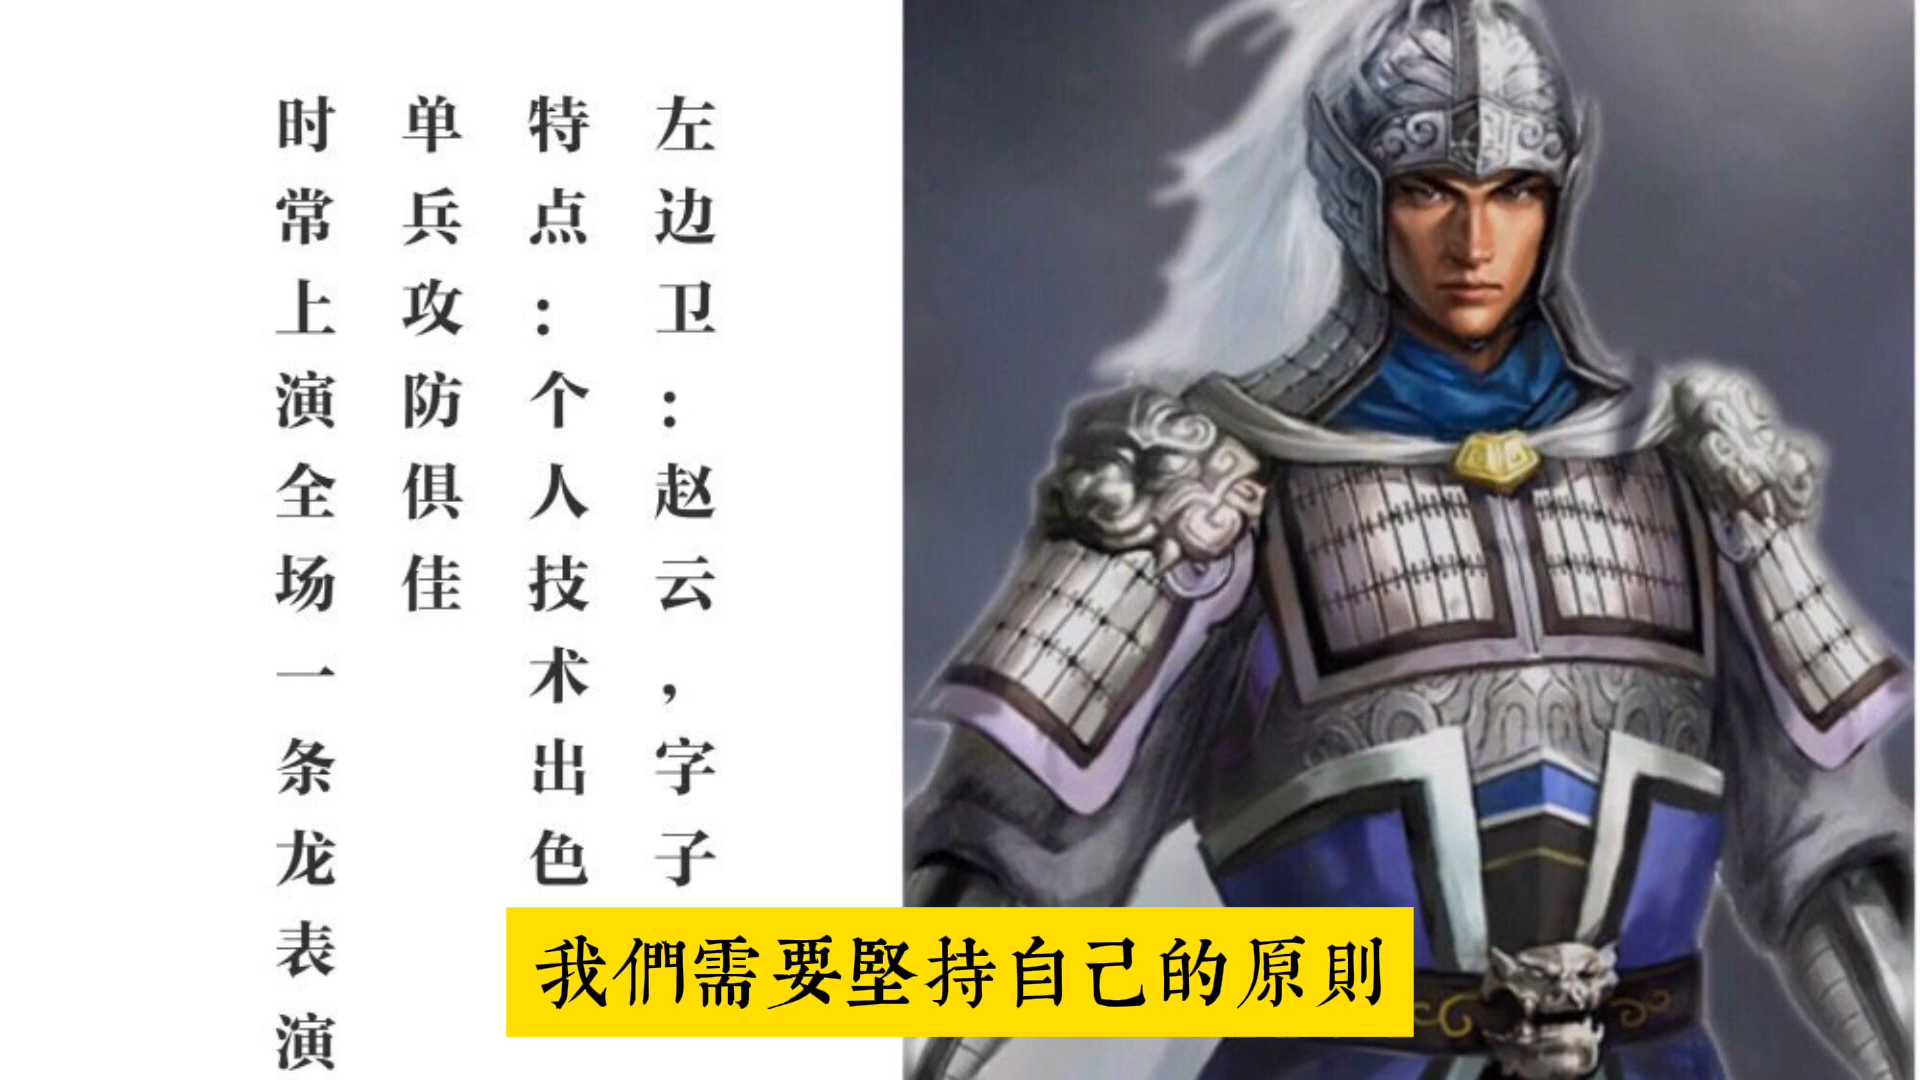 左边卫：赵云，字子
特点：个人技术出色
单兵攻防俱佳
时常上演全场一条龙表演
我們需要堅持自己的原則